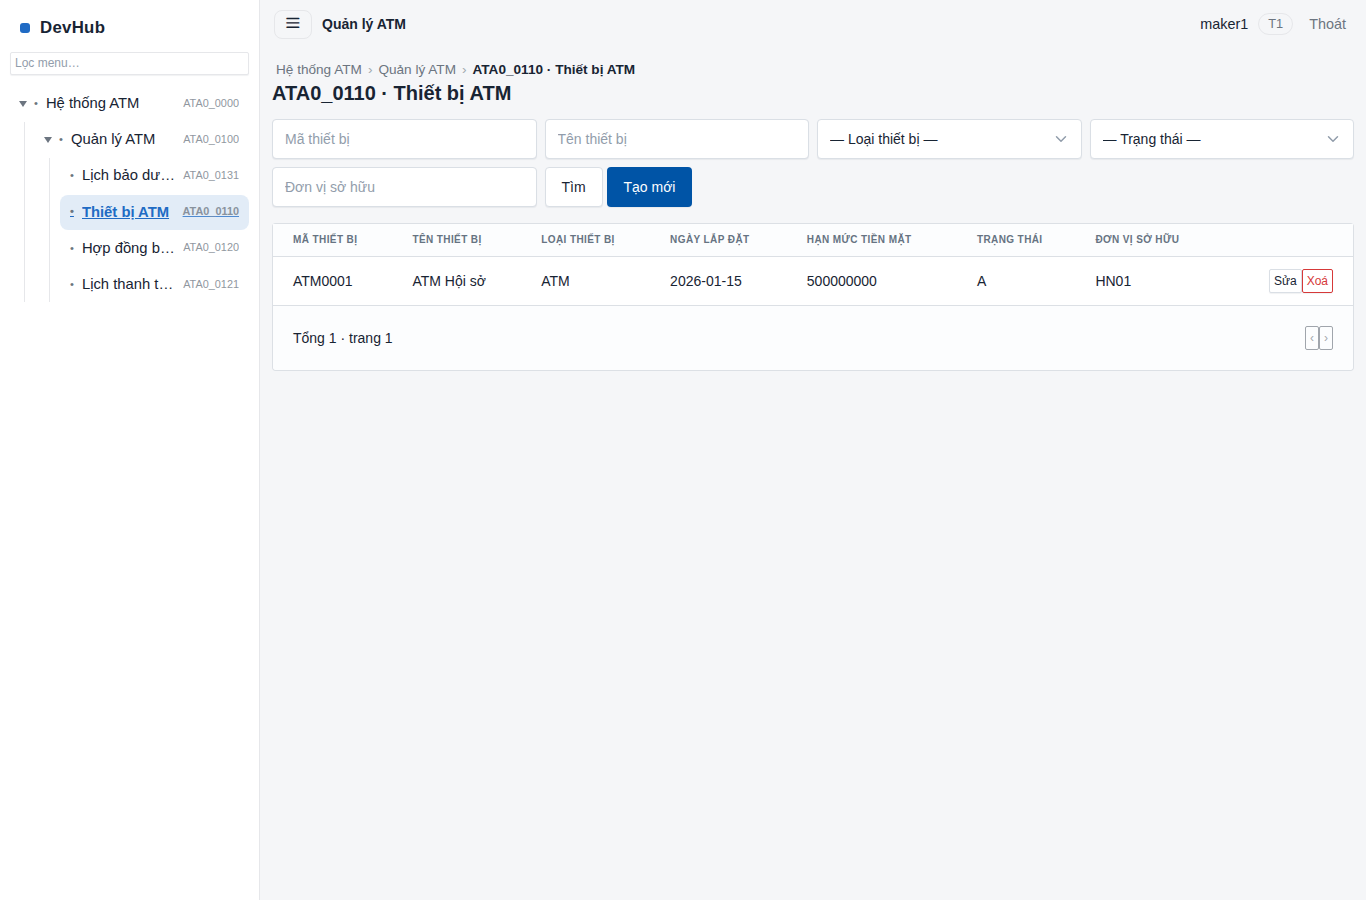 DevHub
Lọc menu…
Hệ thống ATM ATA0_0000
Quản lý ATM ATA0_0100
Lịch bảo dư… ATA0_0131
Thiết bị ATM ATA0_0110
Hợp đồng b… ATA0_0120
Lịch thanh t… ATA0_0121
Quản lý ATM
maker1 T1 Thoát
Hệ thống ATM › Quản lý ATM › ATA0_0110 · Thiết bị ATM
ATA0_0110 · Thiết bị ATM
Mã thiết bị Tên thiết bị — Loại thiết bị — — Trạng thái —
Đơn vị sở hữu Tìm Tạo mới
MÃ THIẾT BỊ TÊN THIẾT BỊ LOẠI THIẾT BỊ NGÀY LẮP ĐẶT HẠN MỨC TIỀN MẶT TRẠNG THÁI ĐƠN VỊ SỞ HỮU
ATM0001 ATM Hội sở ATM 2026-01-15 500000000 A HN01 Sửa Xoá
Tổng 1 · trang 1 ‹ ›